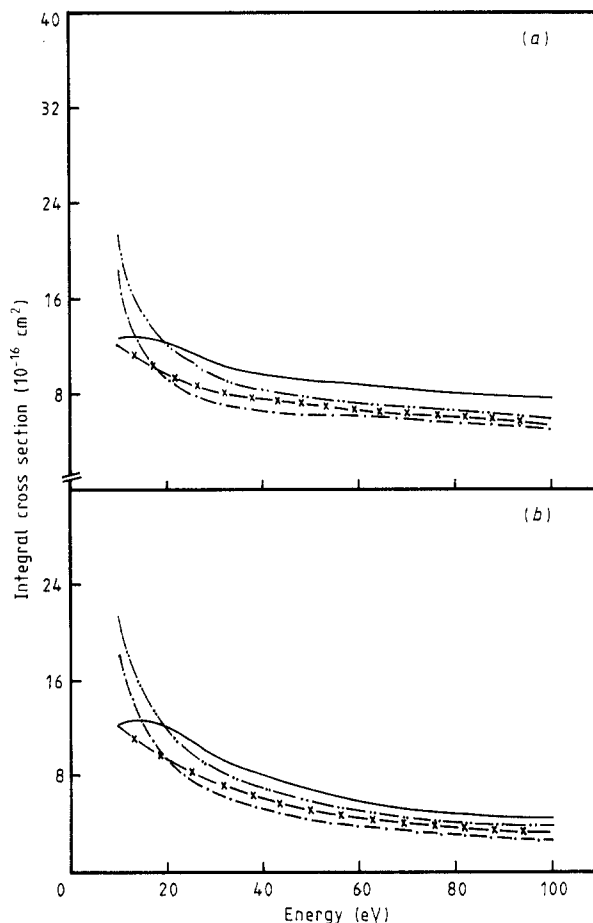 40
(a)
32
24
16
8
Integral cross section (10⁻¹⁶ cm²)
(b)
24
16
8
0 20 40 60 80 100
Energy (eV)